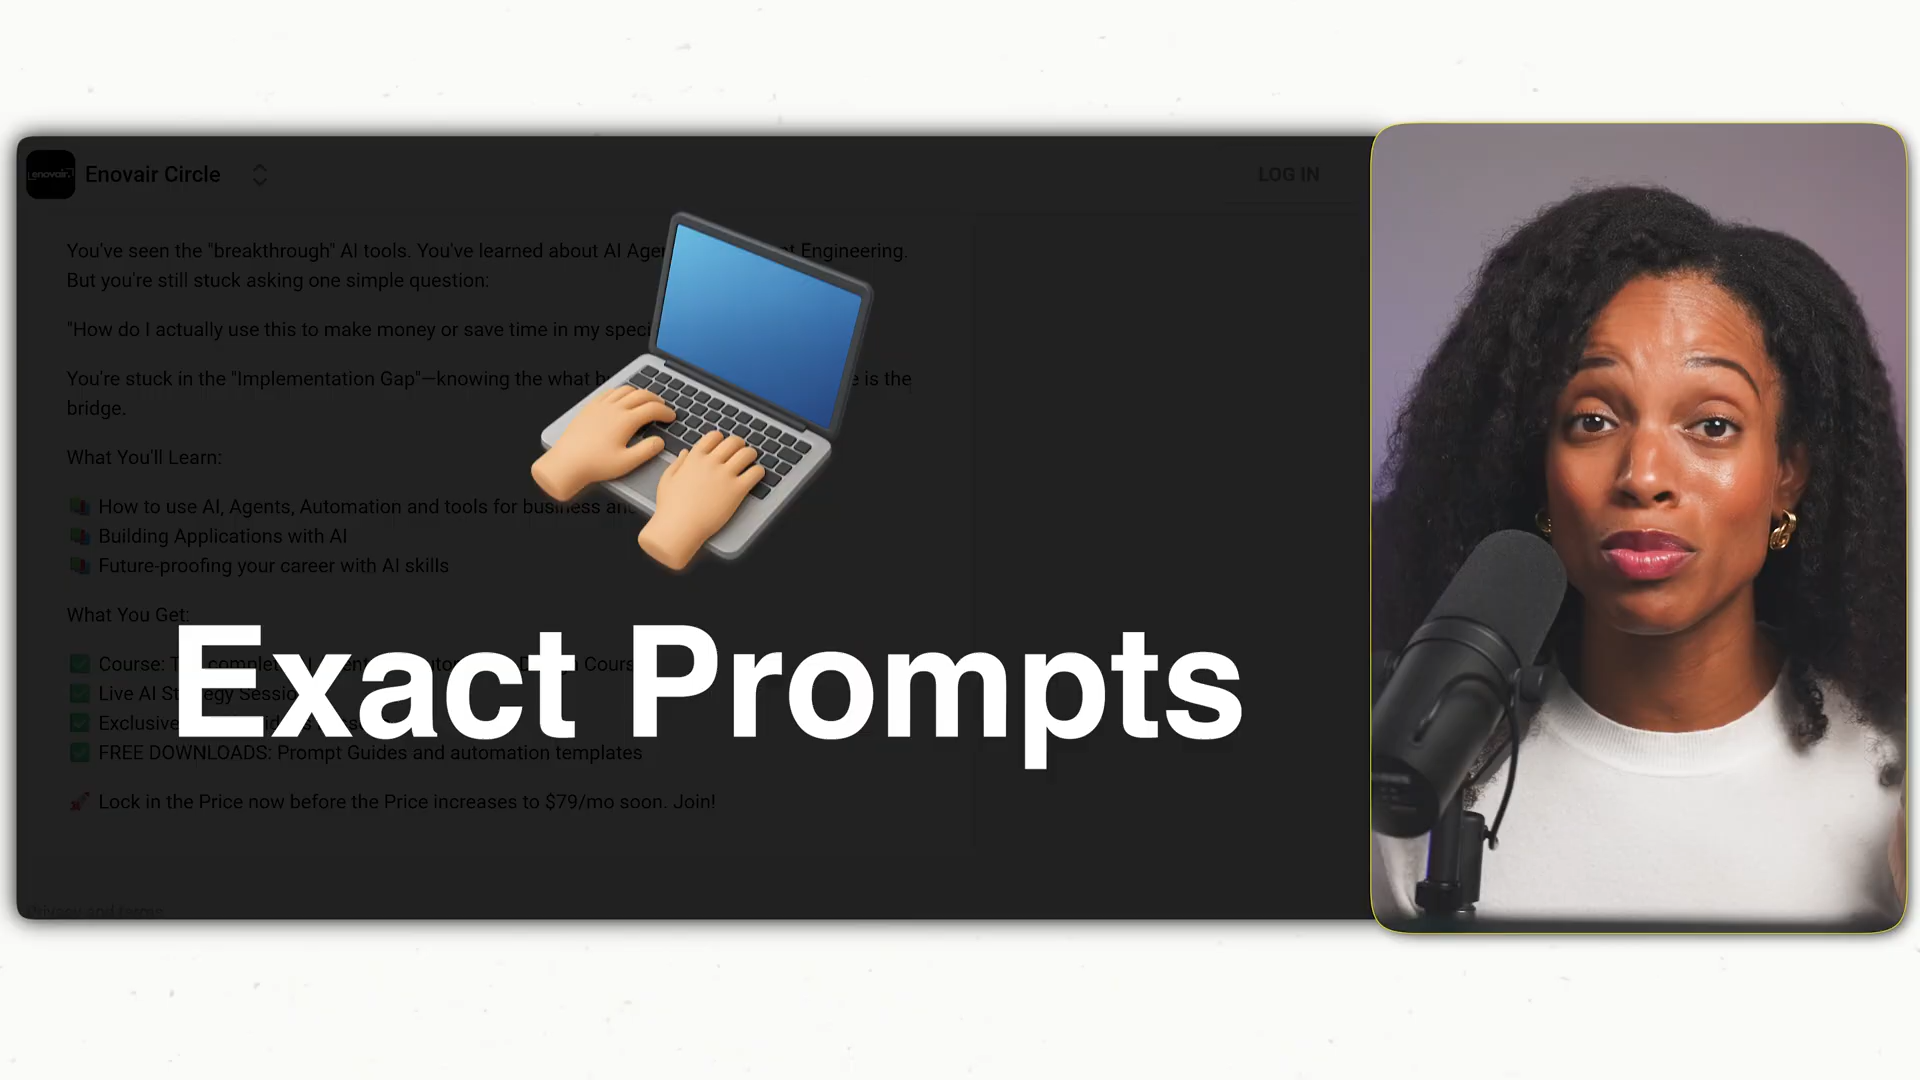 enovair
Enovair Circle
LOG IN
You've seen the "breakthrough" AI tools. You've learned about AI Engineering.
But you're still stuck asking one simple question:
"How do I actually use this to make money or save time in my
You're stuck in the "Implementation Gap"—knowing the what is the
bridge.
What You'll Learn:
How to use AI, Agents, Automation and tools for business
Building Applications with AI
Future-proofing your career with AI skills
What You Get:
Exact Prompts
Course:
Live AI
Exclusive
FREE DOWNLOADS: Prompt Guides and automation templates
Lock in the Price now before the Price increases to $79/mo soon. Join!
Privacy and terms